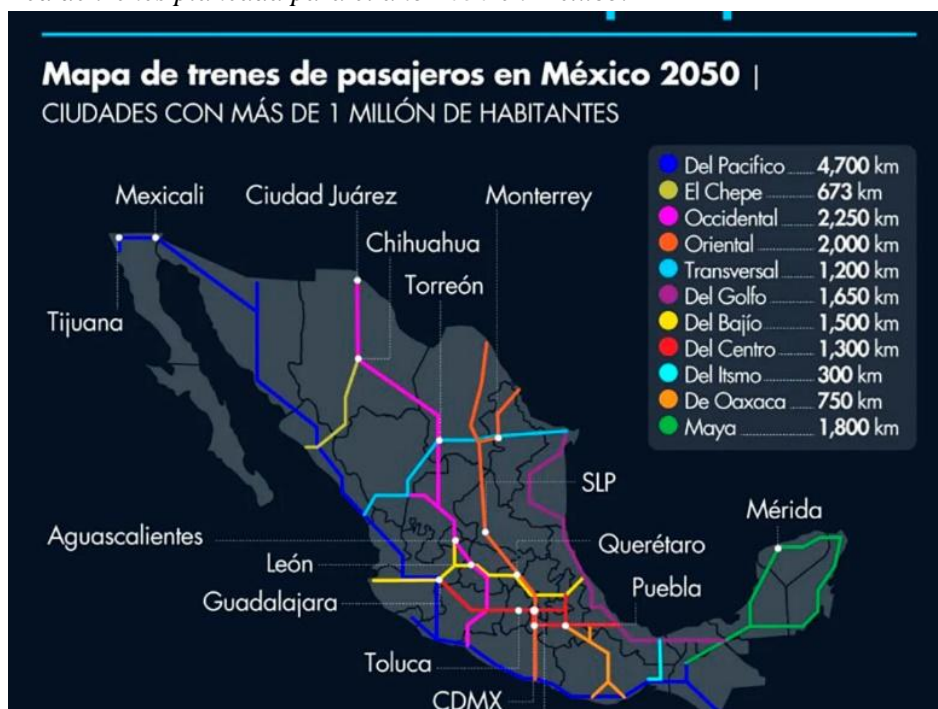 Mapa de trenes de pasajeros en México 2050 |
CIUDADES CON MÁS DE 1 MILLÓN DE HABITANTES
Del Pacifico 4,700 km
El Chepe 673 km
Occidental 2,250 km
Oriental 2,000 km
Transversal 1,200 km
Del Golfo 1,650 km
Del Bajío 1,500 km
Del Centro 1,300 km
Del Itsmo 300 km
De Oaxaca 750 km
Maya 1,800 km
Mexicali
Ciudad Juárez
Monterrey
Chihuahua
Torreón
Tijuana
SLP
Mérida
Aguascalientes
Querétaro
León
Puebla
Guadalajara
Toluca
CDMX